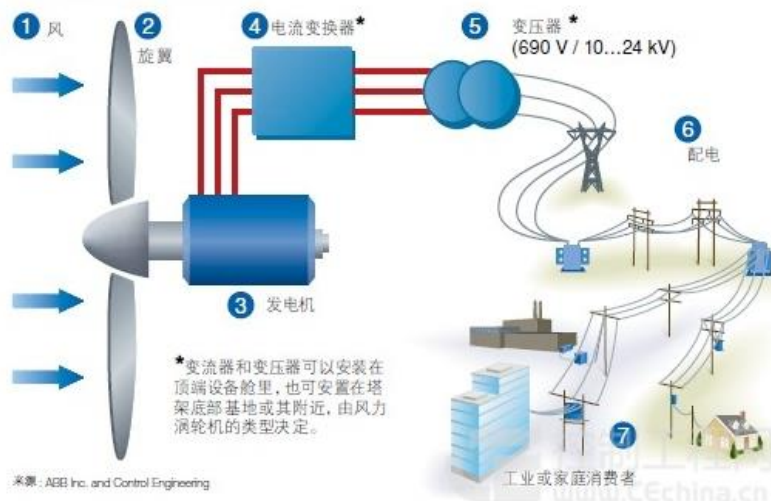 1 风
2
旋翼
4 电流变换器*
5 变压器 *
(690 V / 10...24 kV)
6
配电
3 发电机
*变流器和变压器可以安装在
顶端设备舱里，也可安置在塔
架底部基地或其附近，由风力
涡轮机的类型决定。
7
工业或家庭消费者
来源: ABB Inc. and Control Engineering
www.CEchina.cn